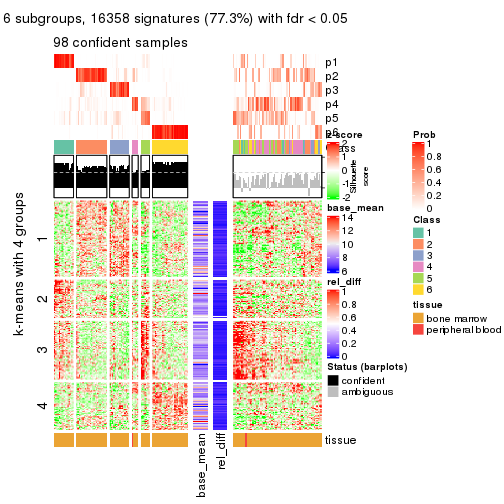 6 subgroups, 16358 signatures (77.3%) with fdr < 0.05
98 confident samples
p1
p2
p3
p4
p5
p6
Class
z-score
2
1
0
-1
-2
Silhouette
score
Prob
1
0.8
0.6
0.4
0.2
0
base_mean
14
12
10
8
6
Class
1
2
3
4
5
6
rel_diff
1
0.8
0.6
0.4
0.2
0
tissue
bone marrow
peripheral blood
Status (barplots)
confident
ambiguous
k-means with 4 groups
1
2
3
4
tissue
base_mean
rel_diff